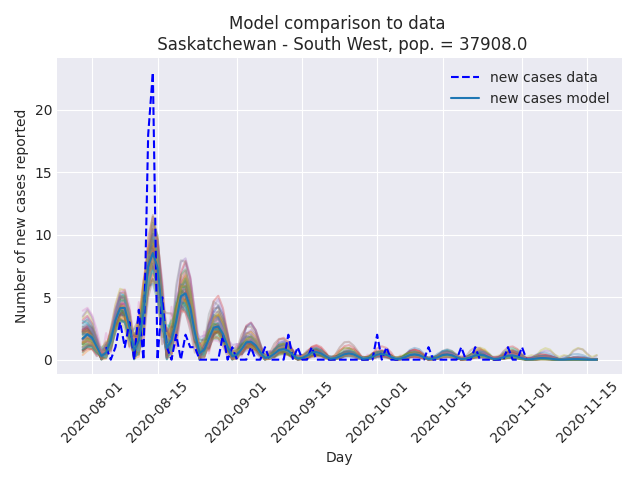 Model comparison to data
Saskatchewan - South West, pop. = 37908.0
new cases data
new cases model
Number of new cases reported
20
15
10
5
0
2020-08-01
2020-08-15
2020-09-01
2020-09-15
2020-10-01
2020-10-15
2020-11-01
2020-11-15
Day